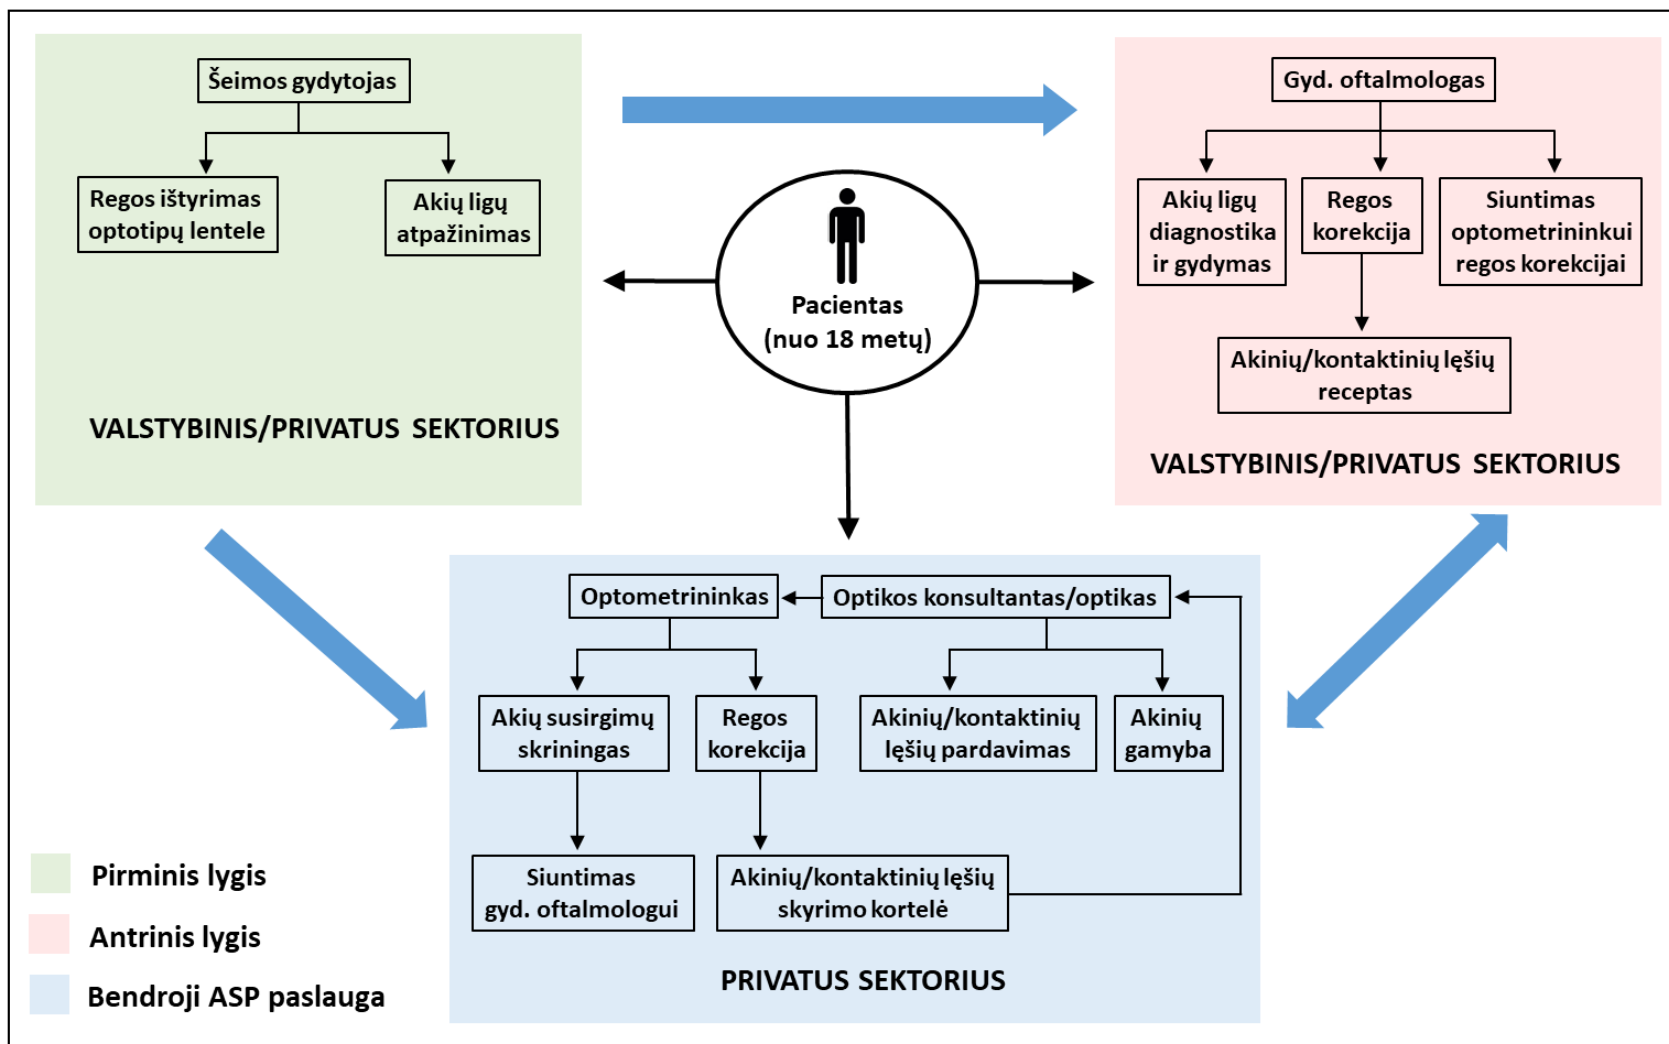 Šeimos gydytojas
Regos ištyrimas
optotipų lentele
Akių ligų
atpažinimas
VALSTYBINIS/PRIVATUS SEKTORIUS
Pacientas
(nuo 18 metų)
Gyd. oftalmologas
Akių ligų
diagnostika
ir gydymas
Regos
korekcija
Siuntimas
optometrininkui
regos korekcijai
Akinių/kontaktinių lęšių
receptas
VALSTYBINIS/PRIVATUS SEKTORIUS
Optometrininkas
Optikos konsultantas/optikas
Akių susirgimų
skriningas
Regos
korekcija
Akinių/kontaktinių
lęšių pardavimas
Akinių
gamyba
Siuntimas
gyd. oftalmologui
Akinių/kontaktinių lęšių
skyrimo kortelė
PRIVATUS SEKTORIUS
Pirminis lygis
Antrinis lygis
Bendroji ASP paslauga